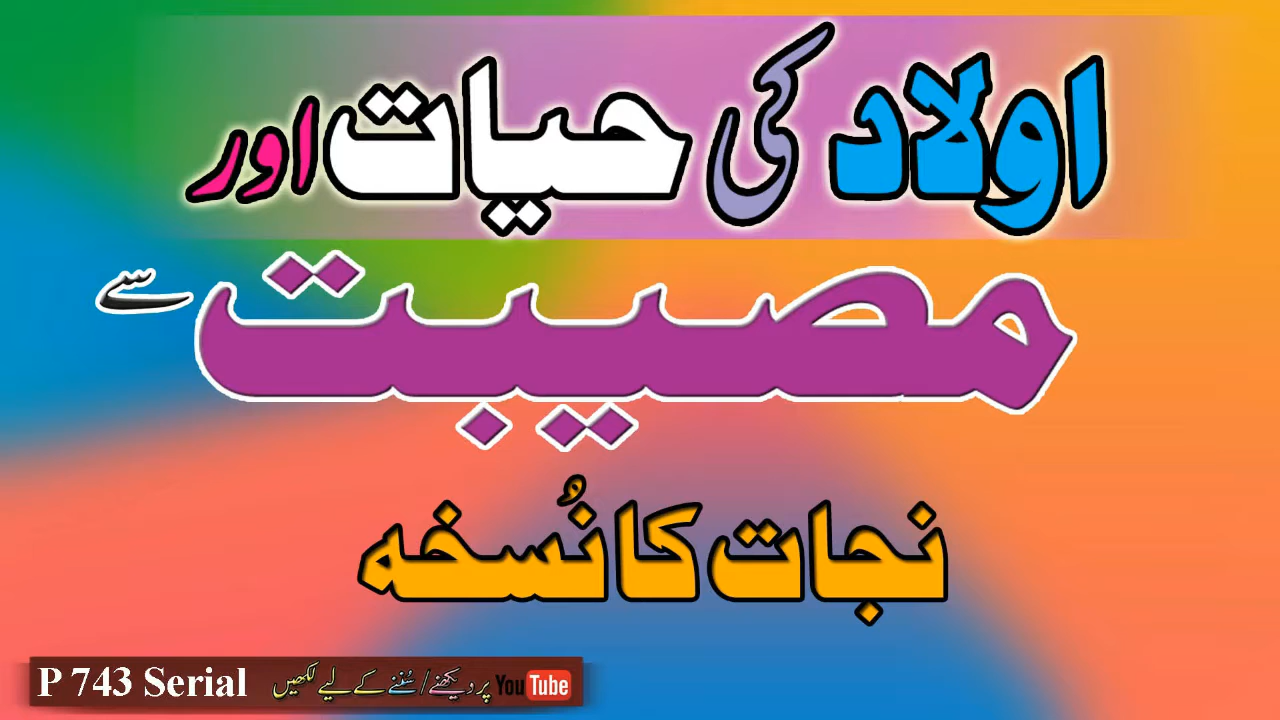 اولاد کی حیات اور
مصیبت سے
نجات کا نُسخہ
YouTube پر دیکھنے/سُننے کے لیے لکھیں P 743 Serial